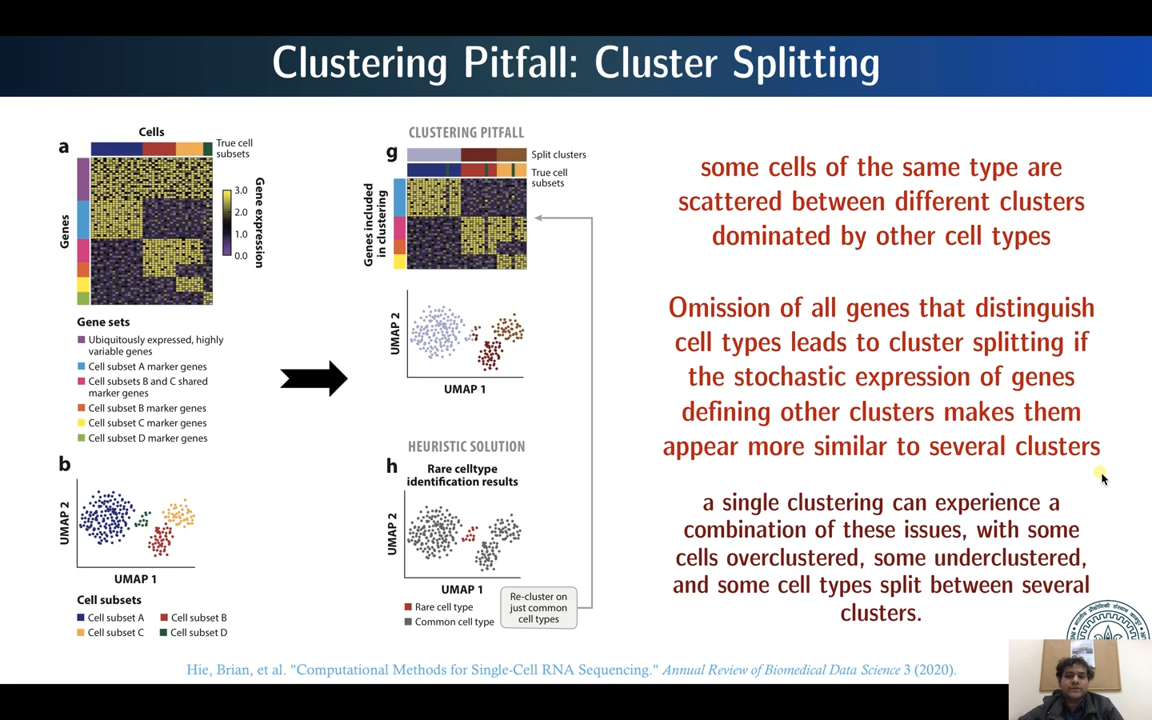 Clustering Pitfall: Cluster Splitting
a
Cells
True cell
subsets
Genes
3.0
2.0
1.0
0.0
Gene expression
Gene sets
Ubiquitously expressed, highly
variable genes
Cell subset A marker genes
Cell subsets B and C shared
marker genes
Cell subset B marker genes
Cell subset C marker genes
Cell subset D marker genes
b
UMAP 2
UMAP 1
Cell subsets
Cell subset A
Cell subset B
Cell subset C
Cell subset D
CLUSTERING PITFALL
g
Split clusters
True cell
subsets
Genes included
in clustering
UMAP 2
UMAP 1
HEURISTIC SOLUTION
h
Rare celltype
identification results
UMAP 2
UMAP 1
Rare cell type
Common cell type
Re-cluster on
just common
cell types
some cells of the same type are
scattered between different clusters
dominated by other cell types
Omission of all genes that distinguish
cell types leads to cluster splitting if
the stochastic expression of genes
defining other clusters makes them
appear more similar to several clusters
a single clustering can experience a
combination of these issues, with some
cells overclustered, some underclustered,
and some cell types split between several
clusters.
Hie, Brian, et al. "Computational Methods for Single-Cell RNA Sequencing." Annual Review of Biomedical Data Science 3 (2020).